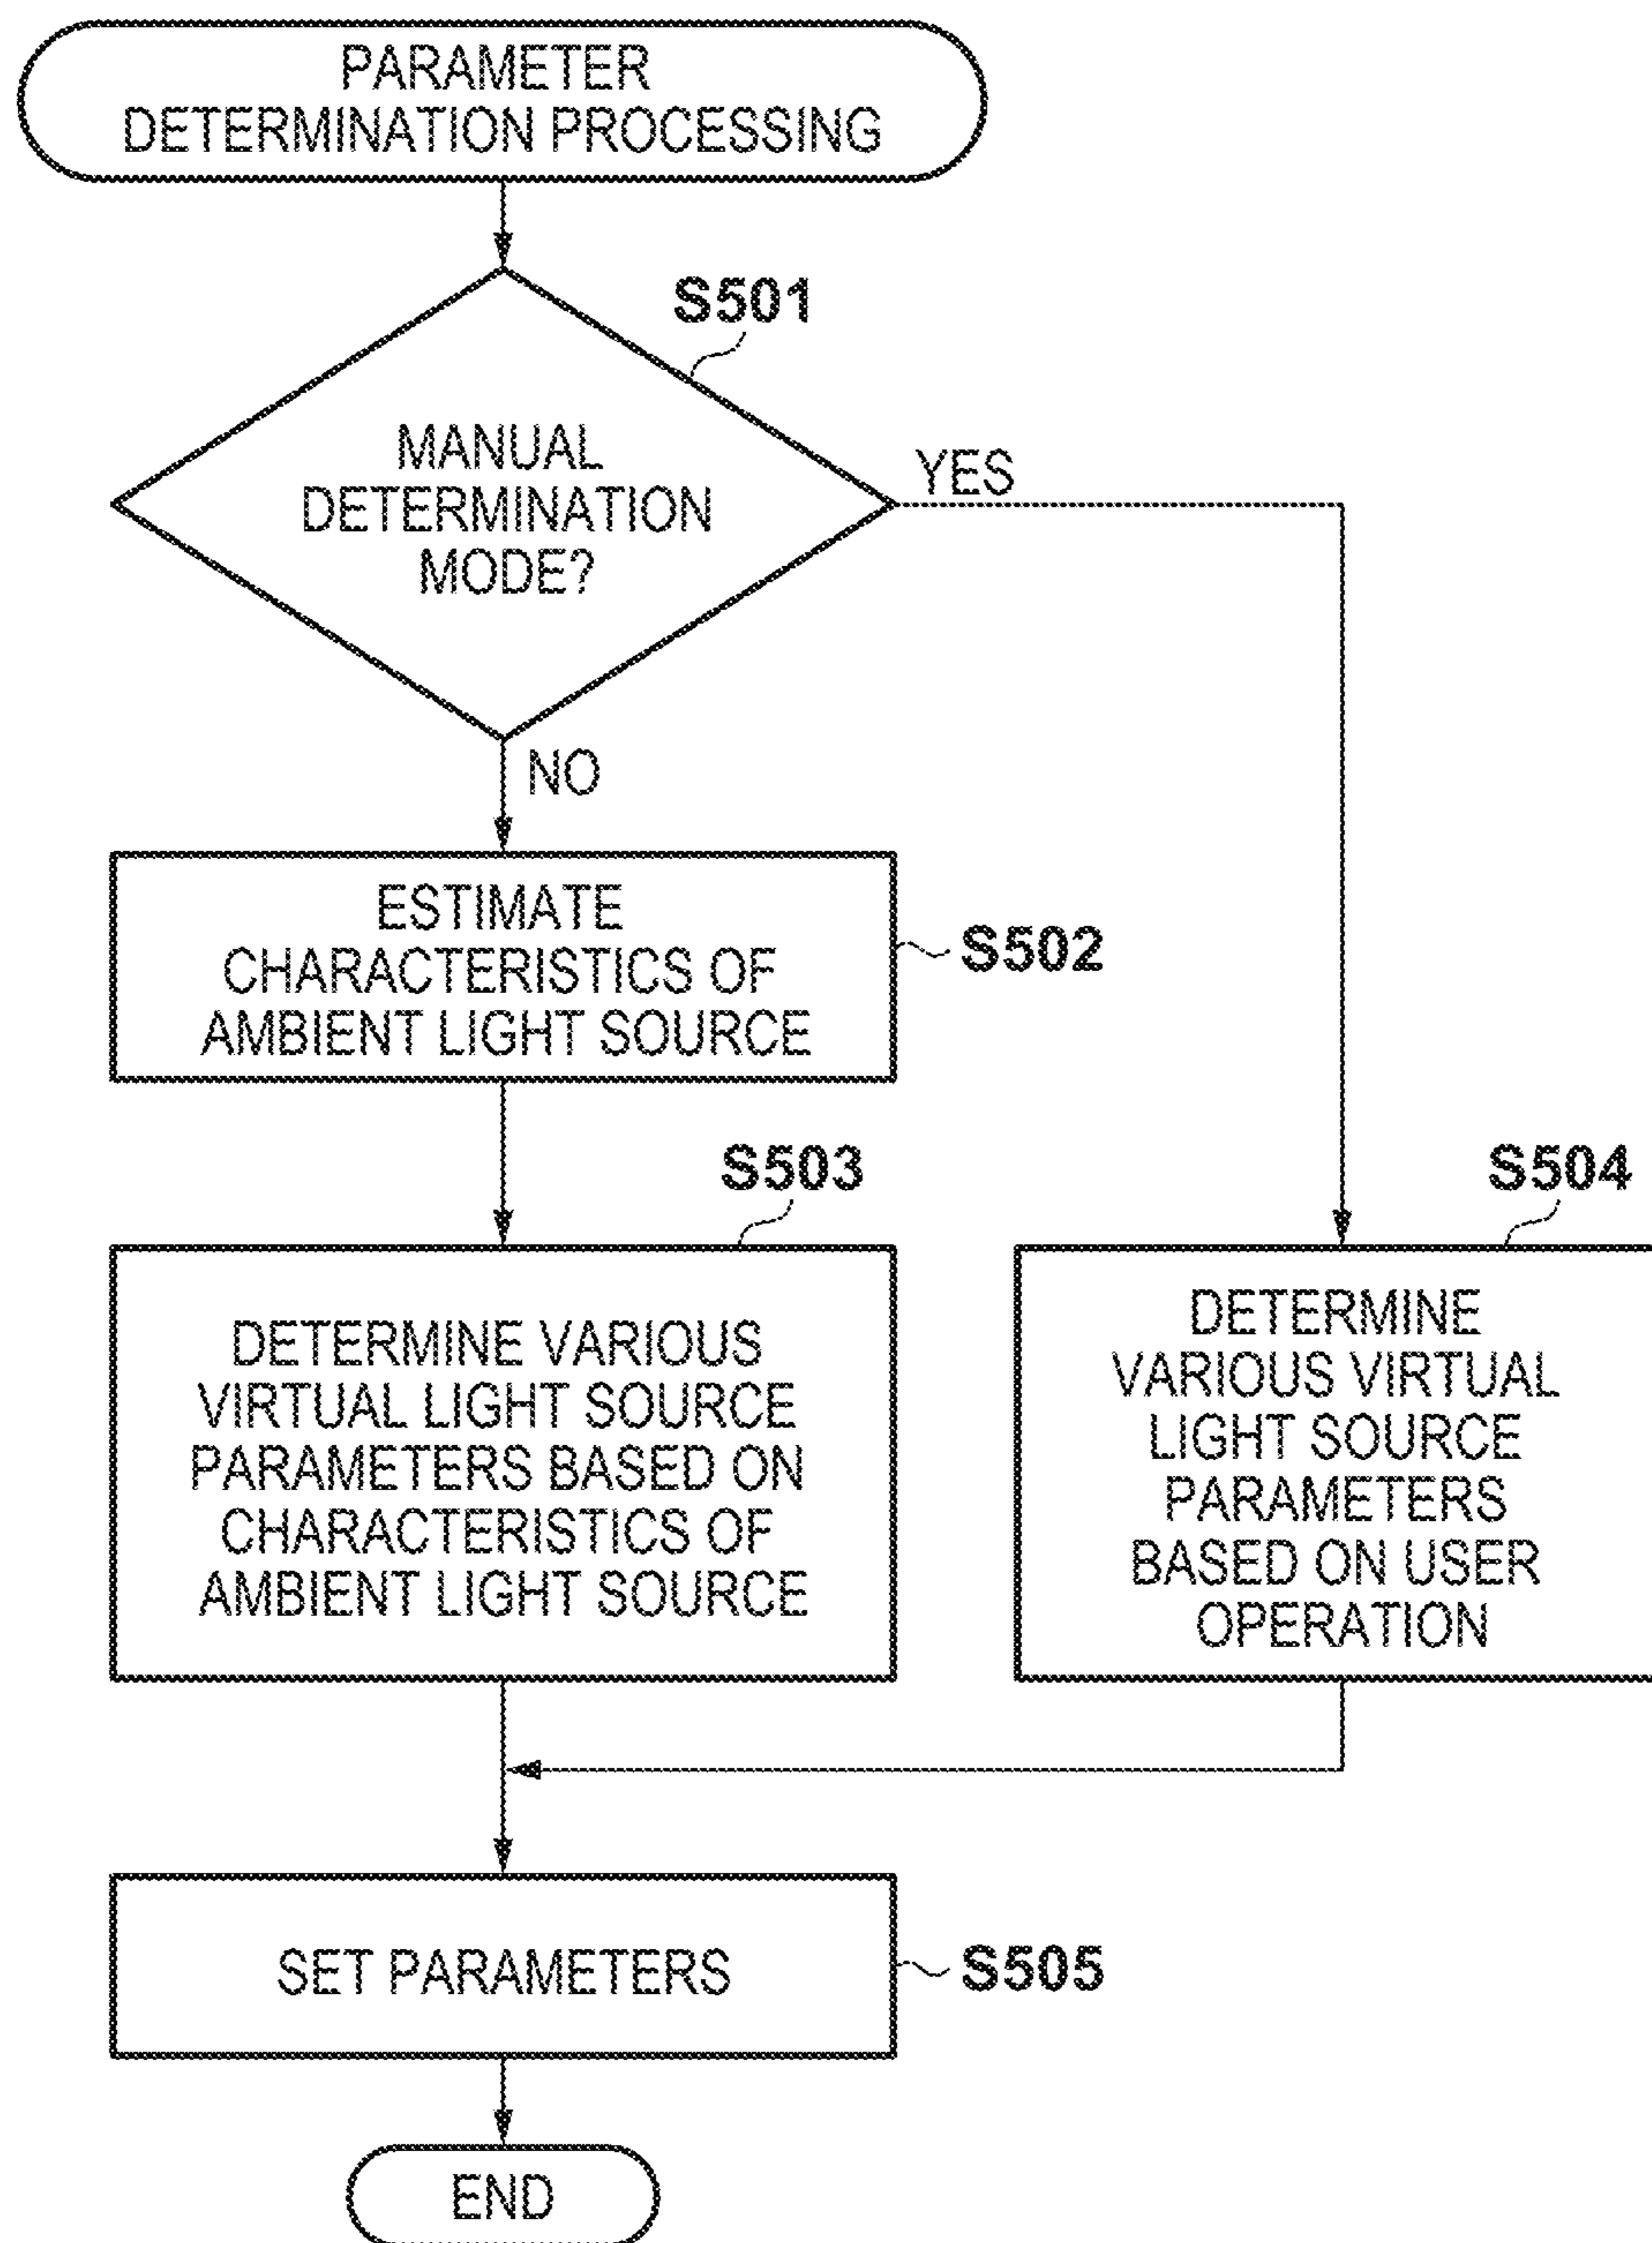 PARAMETER
DETERMINATION PROCESSING
S501
MANUAL
DETERMINATION
MODE?
YES
NO
ESTIMATE
CHARACTERISTICS OF
AMBIENT LIGHT SOURCE
S502
S503
DETERMINE VARIOUS
VIRTUAL LIGHT SOURCE
PARAMETERS BASED ON
CHARACTERISTICS OF
AMBIENT LIGHT SOURCE
S504
DETERMINE
VARIOUS VIRTUAL
LIGHT SOURCE
PARAMETERS
BASED ON USER
OPERATION
SET PARAMETERS
S505
END